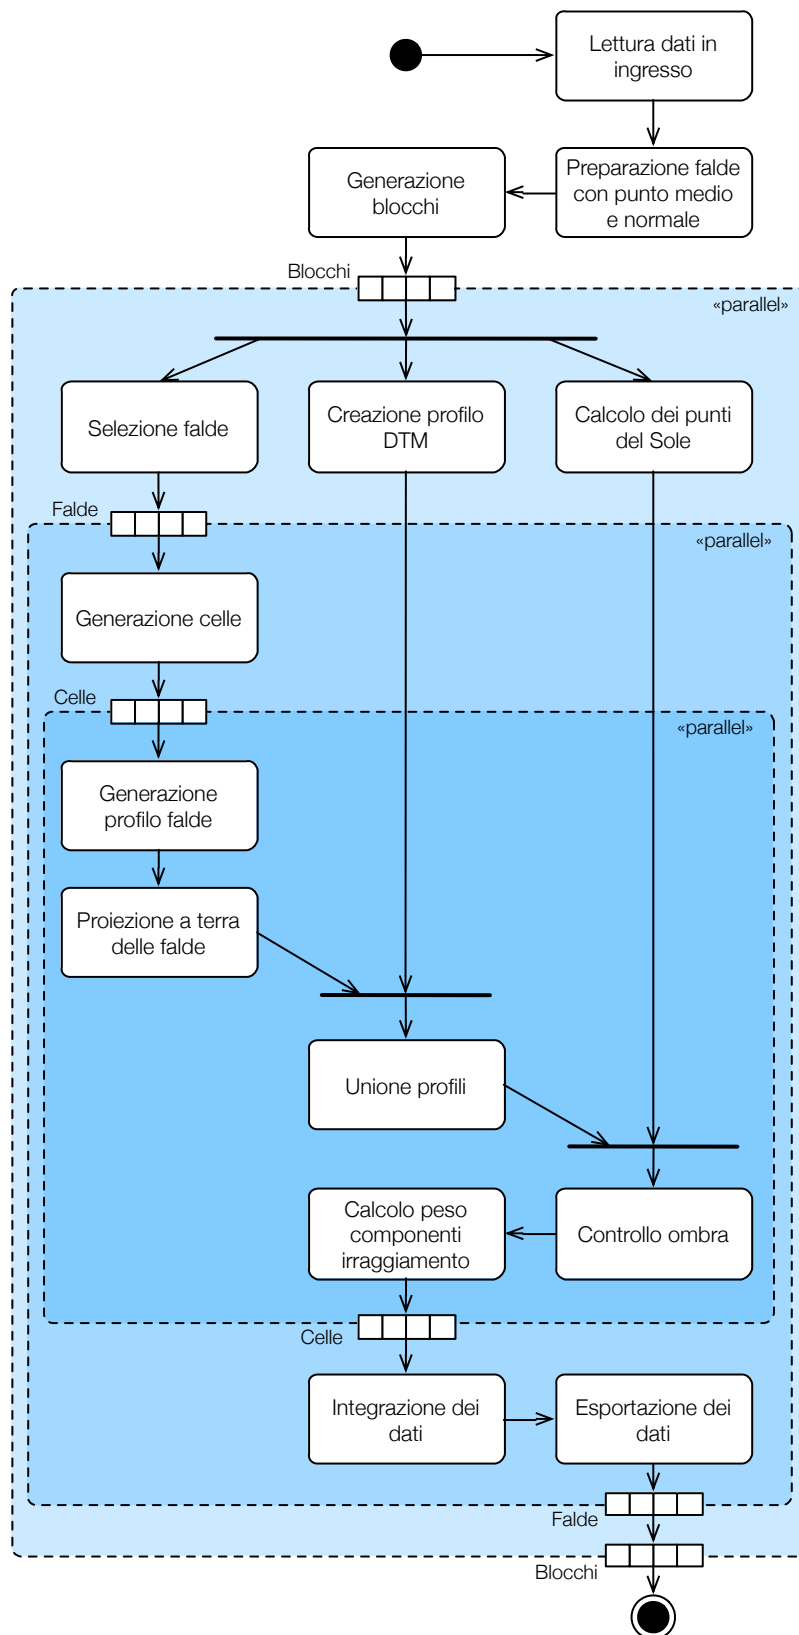 Lettura dati in
ingresso
Generazione
blocchi
Preparazione falde
con punto medio
e normale
Blocchi
«parallel»
Selezione falde
Creazione profilo
DTM
Calcolo dei punti
del Sole
Falde
«parallel»
Generazione celle
Celle
«parallel»
Generazione
profilo falde
Proiezione a terra
delle falde
Unione profili
Calcolo peso
componenti
irraggiamento
Controllo ombra
Celle
Integrazione dei
dati
Esportazione dei
dati
Falde
Blocchi